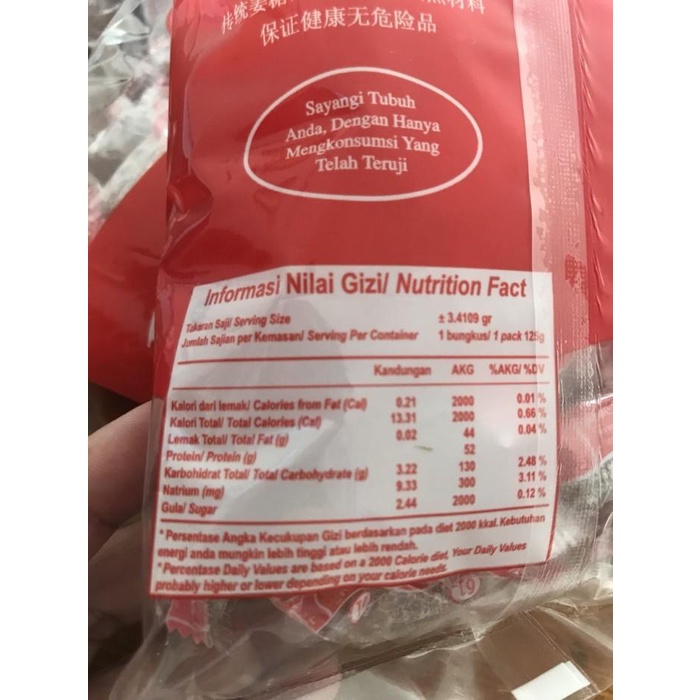 传统姜糖
材料
保证健康无危险品
Sayangi Tubuh
Anda, Dengan Hanya
Mengkonsumsi Yang
Telah Teruji
Informasi Nilai Gizi/ Nutrition Fact
Takaran Saji/ Serving Size ± 3.4109 gr
Jumlah Sajian per Kemasan/ Serving Per Container 1 bungkus/ 1 pack 125g
Kandungan AKG %AKG/ %DV
Kalori dari lemak/ Calories from Fat (Cal) 0.21 2000 0.01 %
Kalori Total/ Total Calories (Cal) 13.31 2000 0.66 %
Lemak Total/ Total Fat (g) 0.02 44 0.04 %
Protein/ Protein (g) 52
Karbohidrat Total/ Total Carbohydrate (g) 3.22 130 2.48 %
Natrium (mg) 9.33 300 3.11 %
Gula/ Sugar 2.44 2000 0.12 %
* Persentase Angka Kecukupan Gizi berdasarkan pada diet 2000 kkal. Kebutuhan
energi anda mungkin lebih tinggi atau lebih rendah.
* Percentase Daily Values are based on a 2000 Calorie diet. Your Daily Values
probably higher or lower depending on your calorie needs.